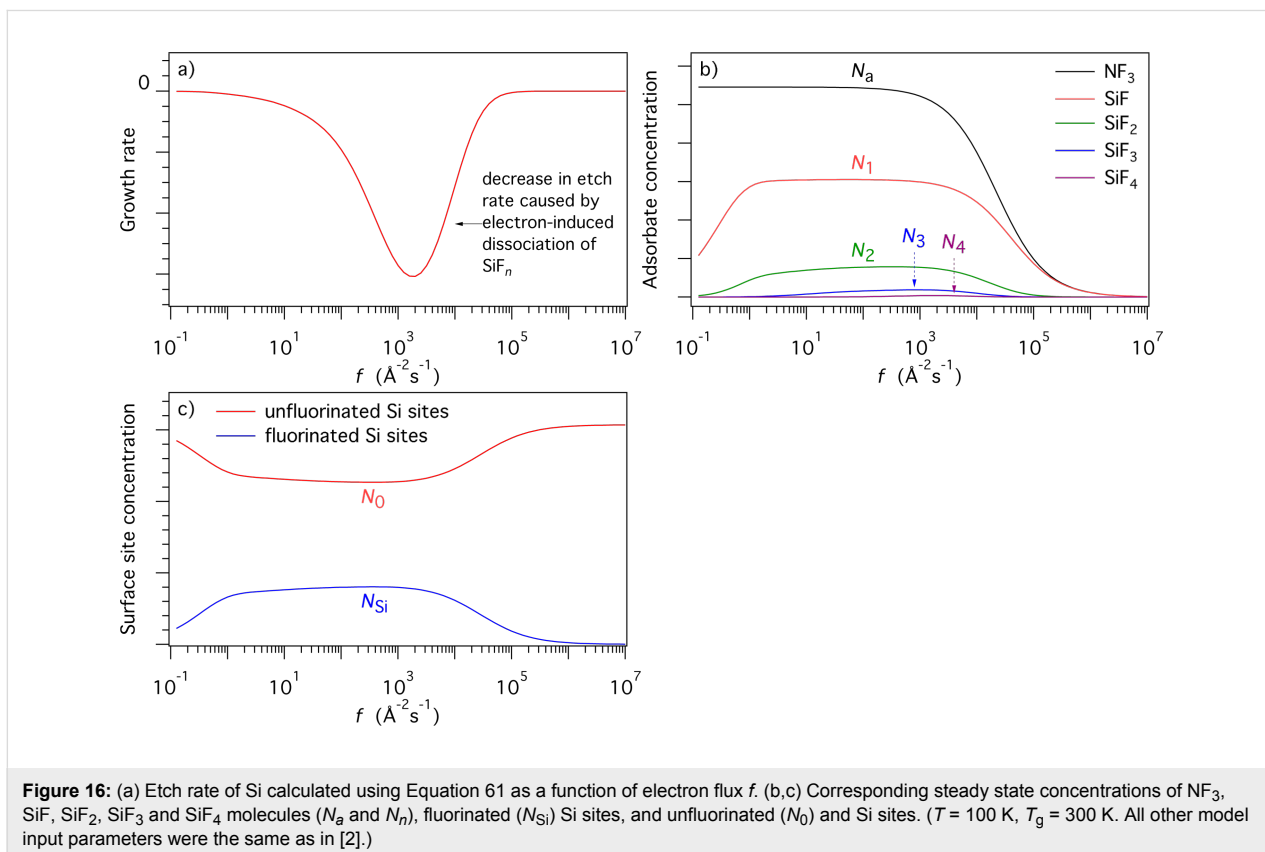 a)
0
Growth rate
decrease in etch
rate caused by
electron-induced
dissociation of
SiFₙ
10⁻¹ 10¹ 10³ 10⁵ 10⁷
f (Å⁻²s⁻¹)
b)
Adsorbate concentration
Nₐ
N₁
N₂
N₃
N₄
NF₃
SiF
SiF₂
SiF₃
SiF₄
10⁻¹ 10¹ 10³ 10⁵ 10⁷
f (Å⁻²s⁻¹)
c)
unfluorinated Si sites
fluorinated Si sites
Surface site concentration
N₀
N_Si
10⁻¹ 10¹ 10³ 10⁵ 10⁷
f (Å⁻²s⁻¹)
Figure 16: (a) Etch rate of Si calculated using Equation 61 as a function of electron flux f. (b,c) Corresponding steady state concentrations of NF₃,
SiF, SiF₂, SiF₃ and SiF₄ molecules (Nₐ and Nₙ), fluorinated (N_Si) Si sites, and unfluorinated (N₀) and Si sites. (T = 100 K, T_g = 300 K. All other model
input parameters were the same as in [2].)